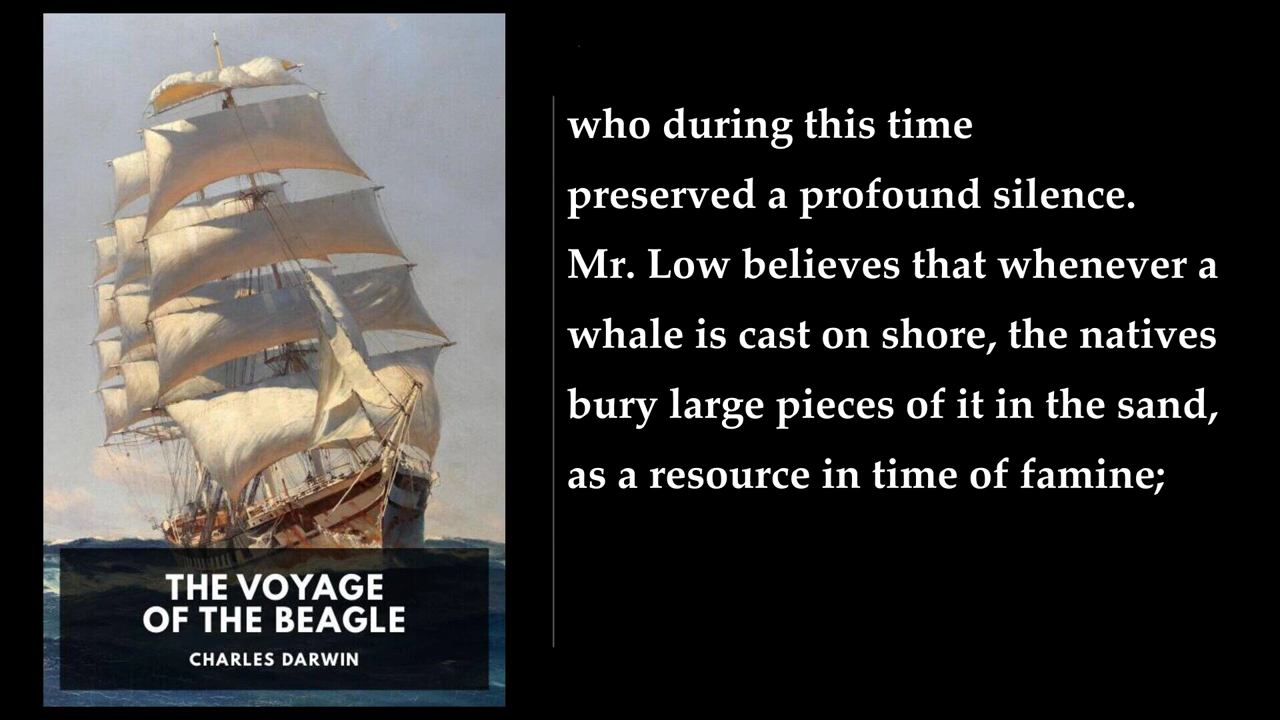 THE VOYAGE
OF THE BEAGLE
CHARLES DARWIN
who during this time
preserved a profound silence.
Mr. Low believes that whenever a
whale is cast on shore, the natives
bury large pieces of it in the sand,
as a resource in time of famine;